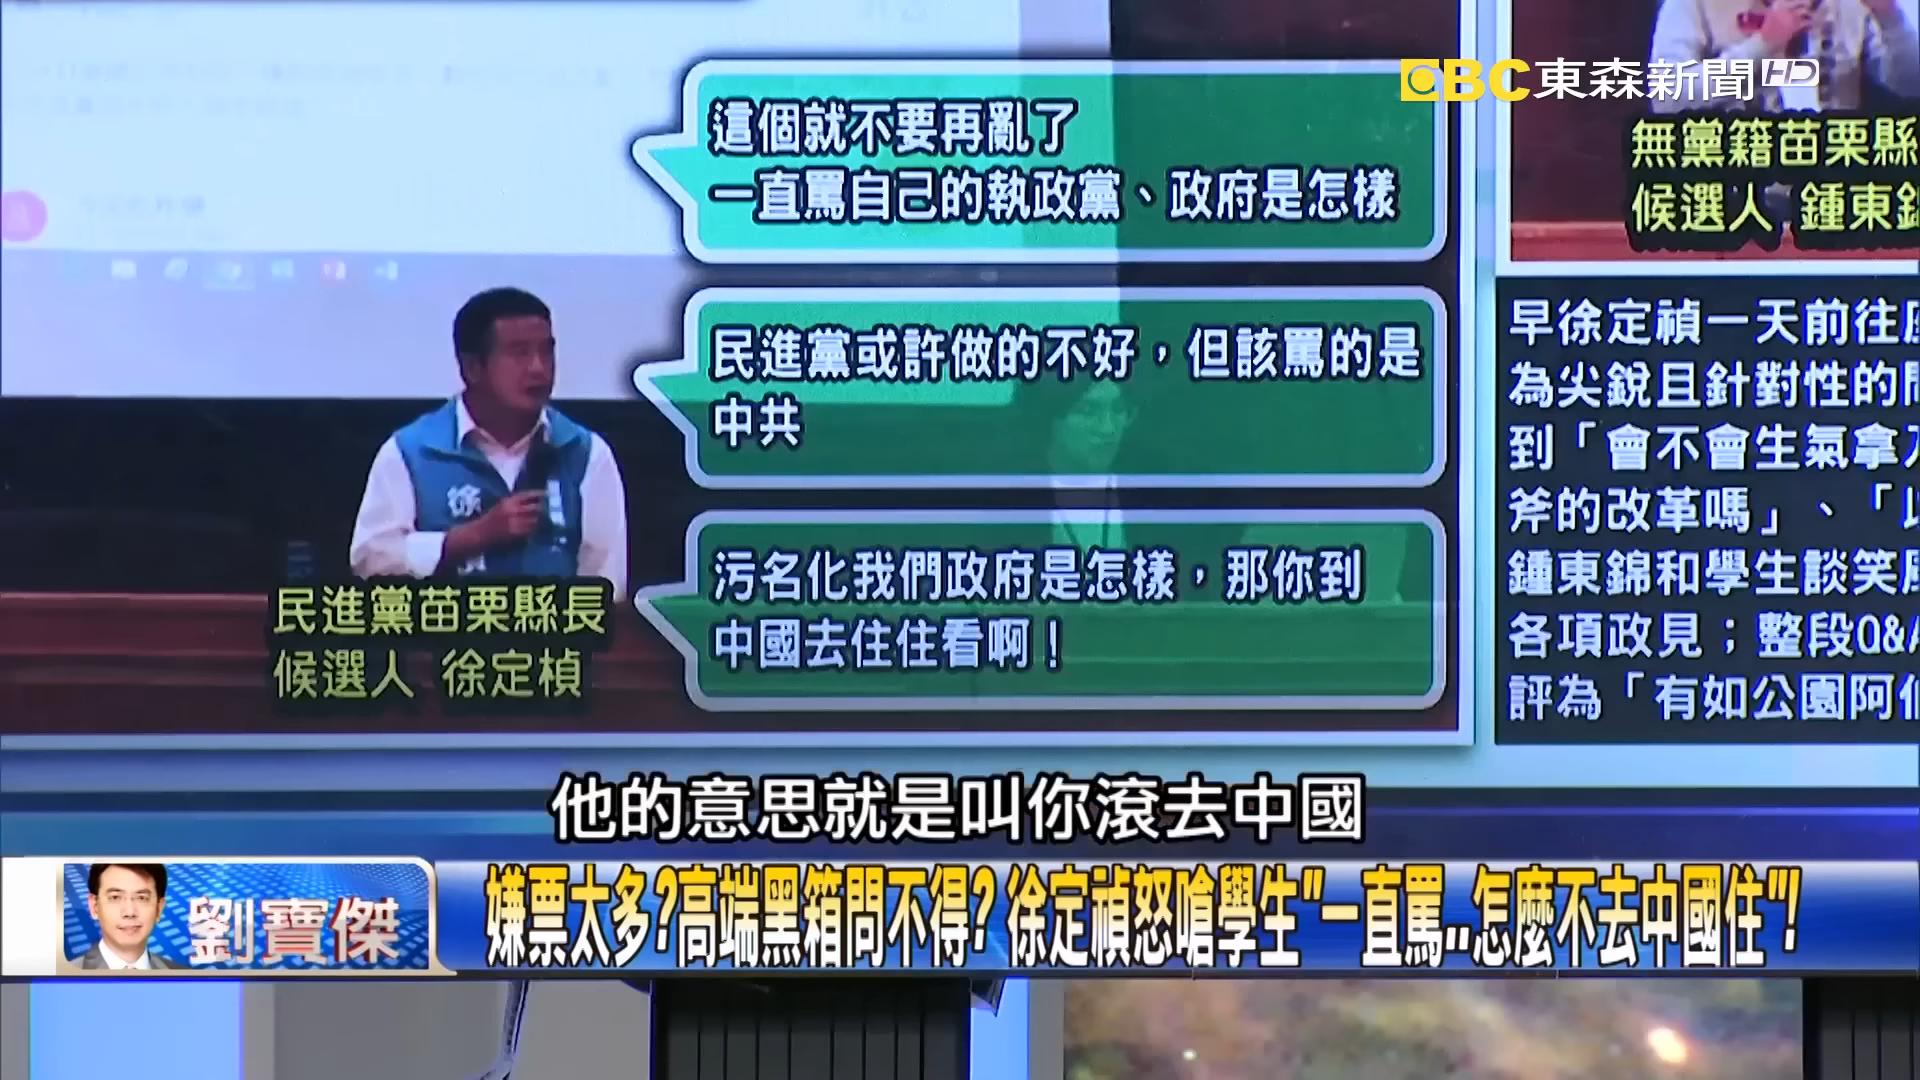 EBC東森新聞HD
這個就不要再亂了
一直罵自己的執政黨、政府是怎樣
民進黨或許做的不好，但該罵的是
中共
污名化我們政府是怎樣，那你到
中國去住住看啊！
徐
民進黨苗栗縣長
候選人 徐定楨
無黨籍苗栗縣
候選人 鍾東錦
早徐定禎一天前往
為尖銳且針對性的
到「會不會生氣拿
斧的改革嗎」、「
鍾東錦和學生談笑
各項政見；整段Q&A
評為「有如公園阿伯
他的意思就是叫你滾去中國
劉寶傑
嫌票太多?高端黑箱問不得?徐定禎怒嗆學生"一直罵..怎麼不去中國住"!